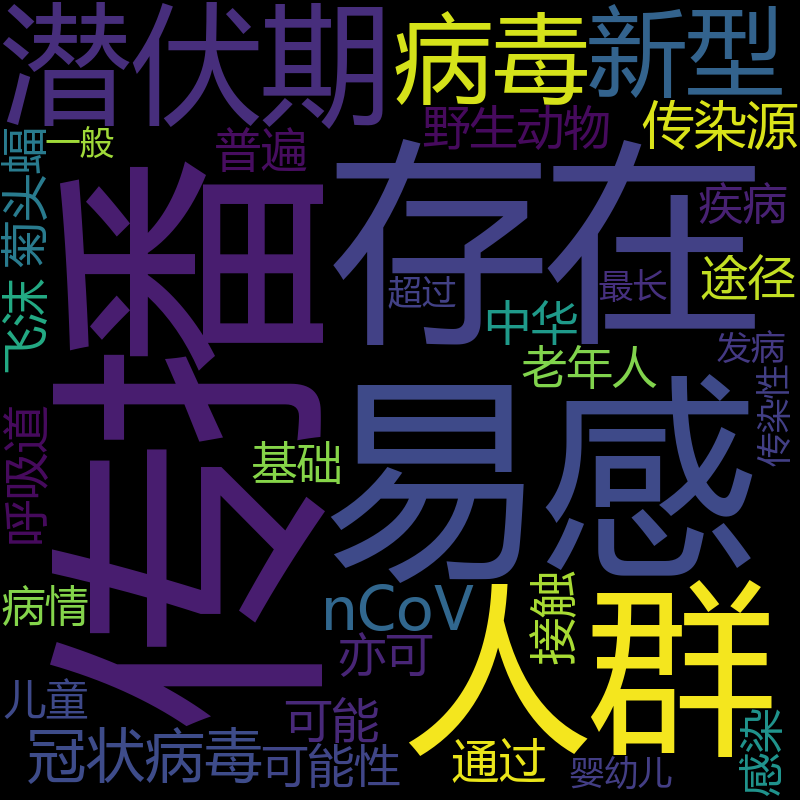 潜伏期
病毒
新型
传染源
野生动物
普遍
一般
菊头蝠
传播
存在
疾病
途径
超过
最长
中华
飞沫
老年人
发病
传染性
易感
人群
呼吸道
基础
病情
nCoV
接触
亦可
儿童
可能
冠状病毒
可能性
通过
婴幼儿
感染